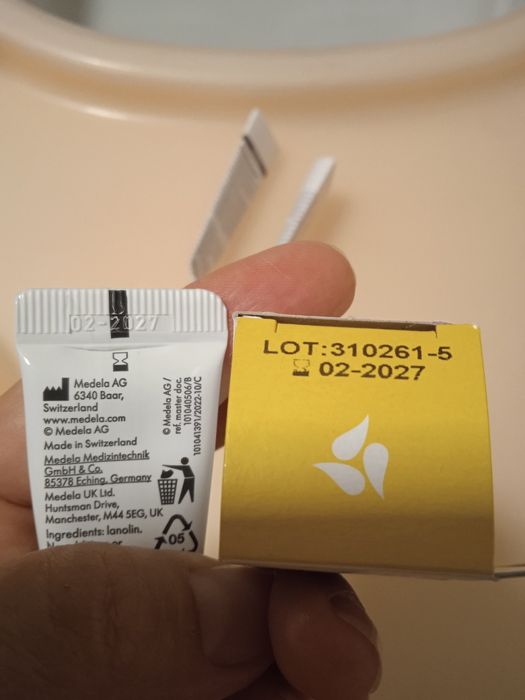 02-2027
Medela AG
6340 Baar,
Switzerland
www.medela.com
© Medela AG
Made in Switzerland
Medela Medizintechnik
GmbH & Co.
85378 Eching, Germany
Medela UK Ltd.
Huntsman Drive,
Manchester, M44 5EG, UK
Ingredients: lanolin.
© Medela AG /
ref. master doc.
101040506/B
101041391/2022-10/C
05
LOT:310261-5
02-2027